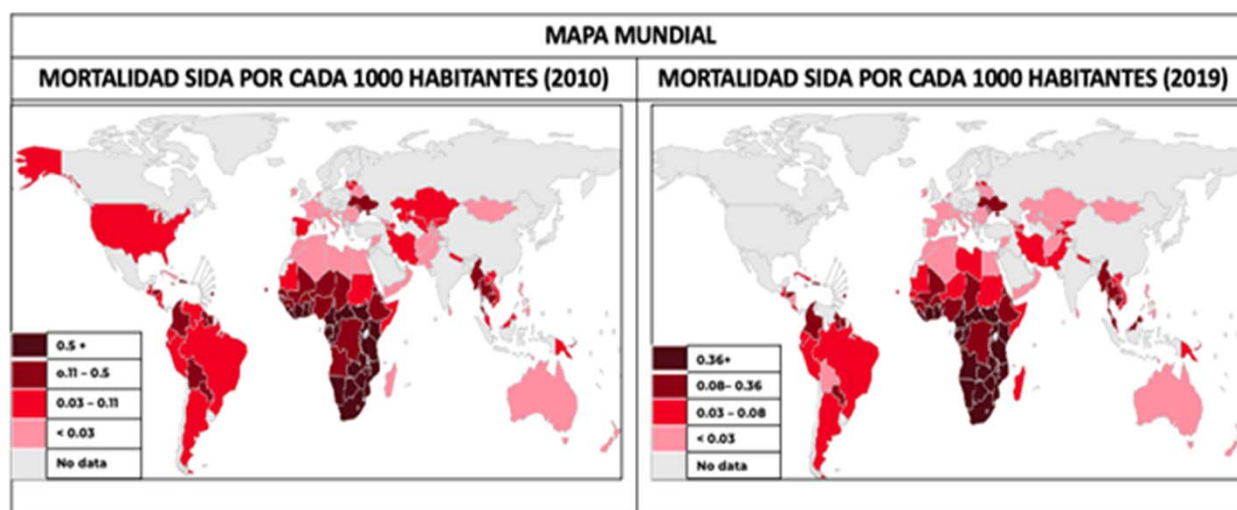 MAPA MUNDIAL
MORTALIDAD SIDA POR CADA 1000 HABITANTES (2010)
MORTALIDAD SIDA POR CADA 1000 HABITANTES (2019)
0.5 +
o.11 – 0.5
0.03 – 0.11
< 0.03
No data
0.36+
0.08– 0.36
0.03 – 0.08
< 0.03
No data